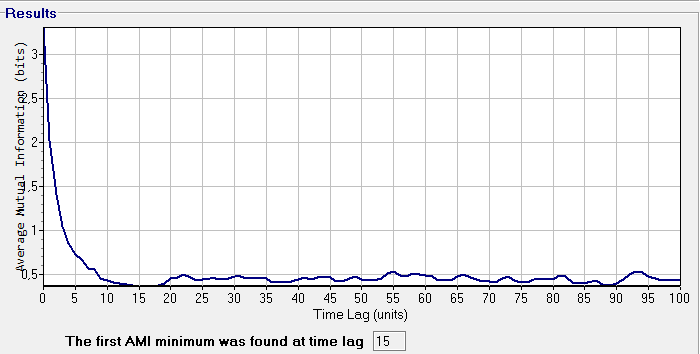 Results
Average Mutual Information (bits)
3
2,5
2
1,5
1
0,5
0 5 10 15 20 25 30 35 40 45 50 55 60 65 70 75 80 85 90 95 100
Time Lag (units)
The first AMI minimum was found at time lag 15